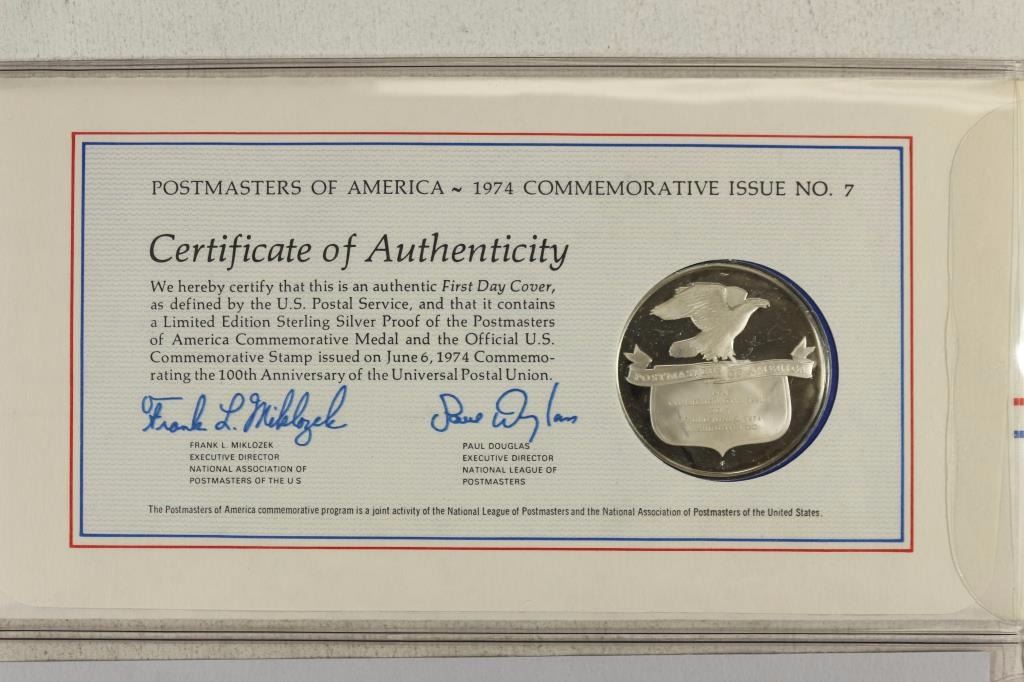 POSTMASTERS OF AMERICA ~ 1974 COMMEMORATIVE ISSUE NO. 7
Certificate of Authenticity
We hereby certify that this is an authentic First Day Cover,
as defined by the U.S. Postal Service, and that it contains
a Limited Edition Sterling Silver Proof of the Postmasters
of America Commemorative Medal and the Official U.S.
Commemorative Stamp issued on June 6, 1974 Commemo-
rating the 100th Anniversary of the Universal Postal Union.
Frank L. Miklozek
Paul Douglas
FRANK L. MIKLOZEK
EXECUTIVE DIRECTOR
NATIONAL ASSOCIATION OF
POSTMASTERS OF THE U S
PAUL DOUGLAS
EXECUTIVE DIRECTOR
NATIONAL LEAGUE OF
POSTMASTERS
POSTMASTERS OF AMERICA
The Postmasters of America commemorative program is a joint activity of the National League of Postmasters and the National Association of Postmasters of the United States.